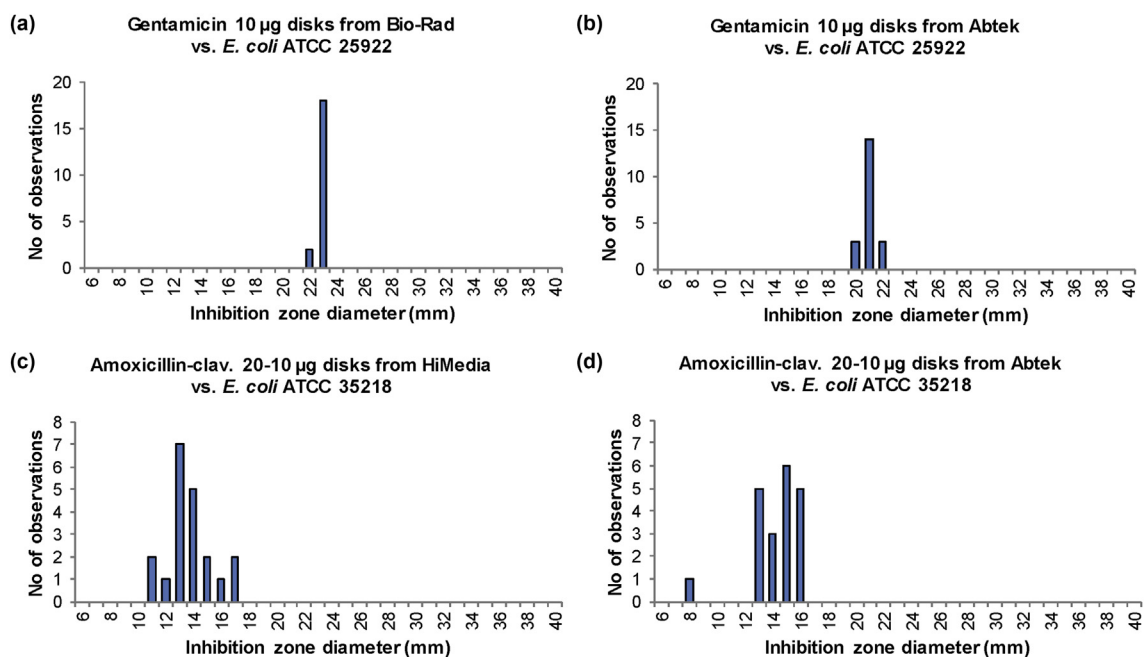 (a)
Gentamicin 10 µg disks from Bio-Rad
vs. E. coli ATCC 25922
No of observations
20
15
10
5
0
6 8 10 12 14 16 18 20 22 24 26 28 30 32 34 36 38 40
Inhibition zone diameter (mm)
(b)
Gentamicin 10 µg disks from Abtek
vs. E. coli ATCC 25922
No of observations
20
15
10
5
0
6 8 10 12 14 16 18 20 22 24 26 28 30 32 34 36 38 40
Inhibition zone diameter (mm)
(c)
Amoxicillin-clav. 20-10 µg disks from HiMedia
vs. E. coli ATCC 35218
No of observations
8
7
6
5
4
3
2
1
0
6 8 10 12 14 16 18 20 22 24 26 28 30 32 34 36 38 40
Inhibition zone diameter (mm)
(d)
Amoxicillin-clav. 20-10 µg disks from Abtek
vs. E. coli ATCC 35218
No of observations
8
7
6
5
4
3
2
1
0
6 8 10 12 14 16 18 20 22 24 26 28 30 32 34 36 38 40
Inhibition zone diameter (mm)